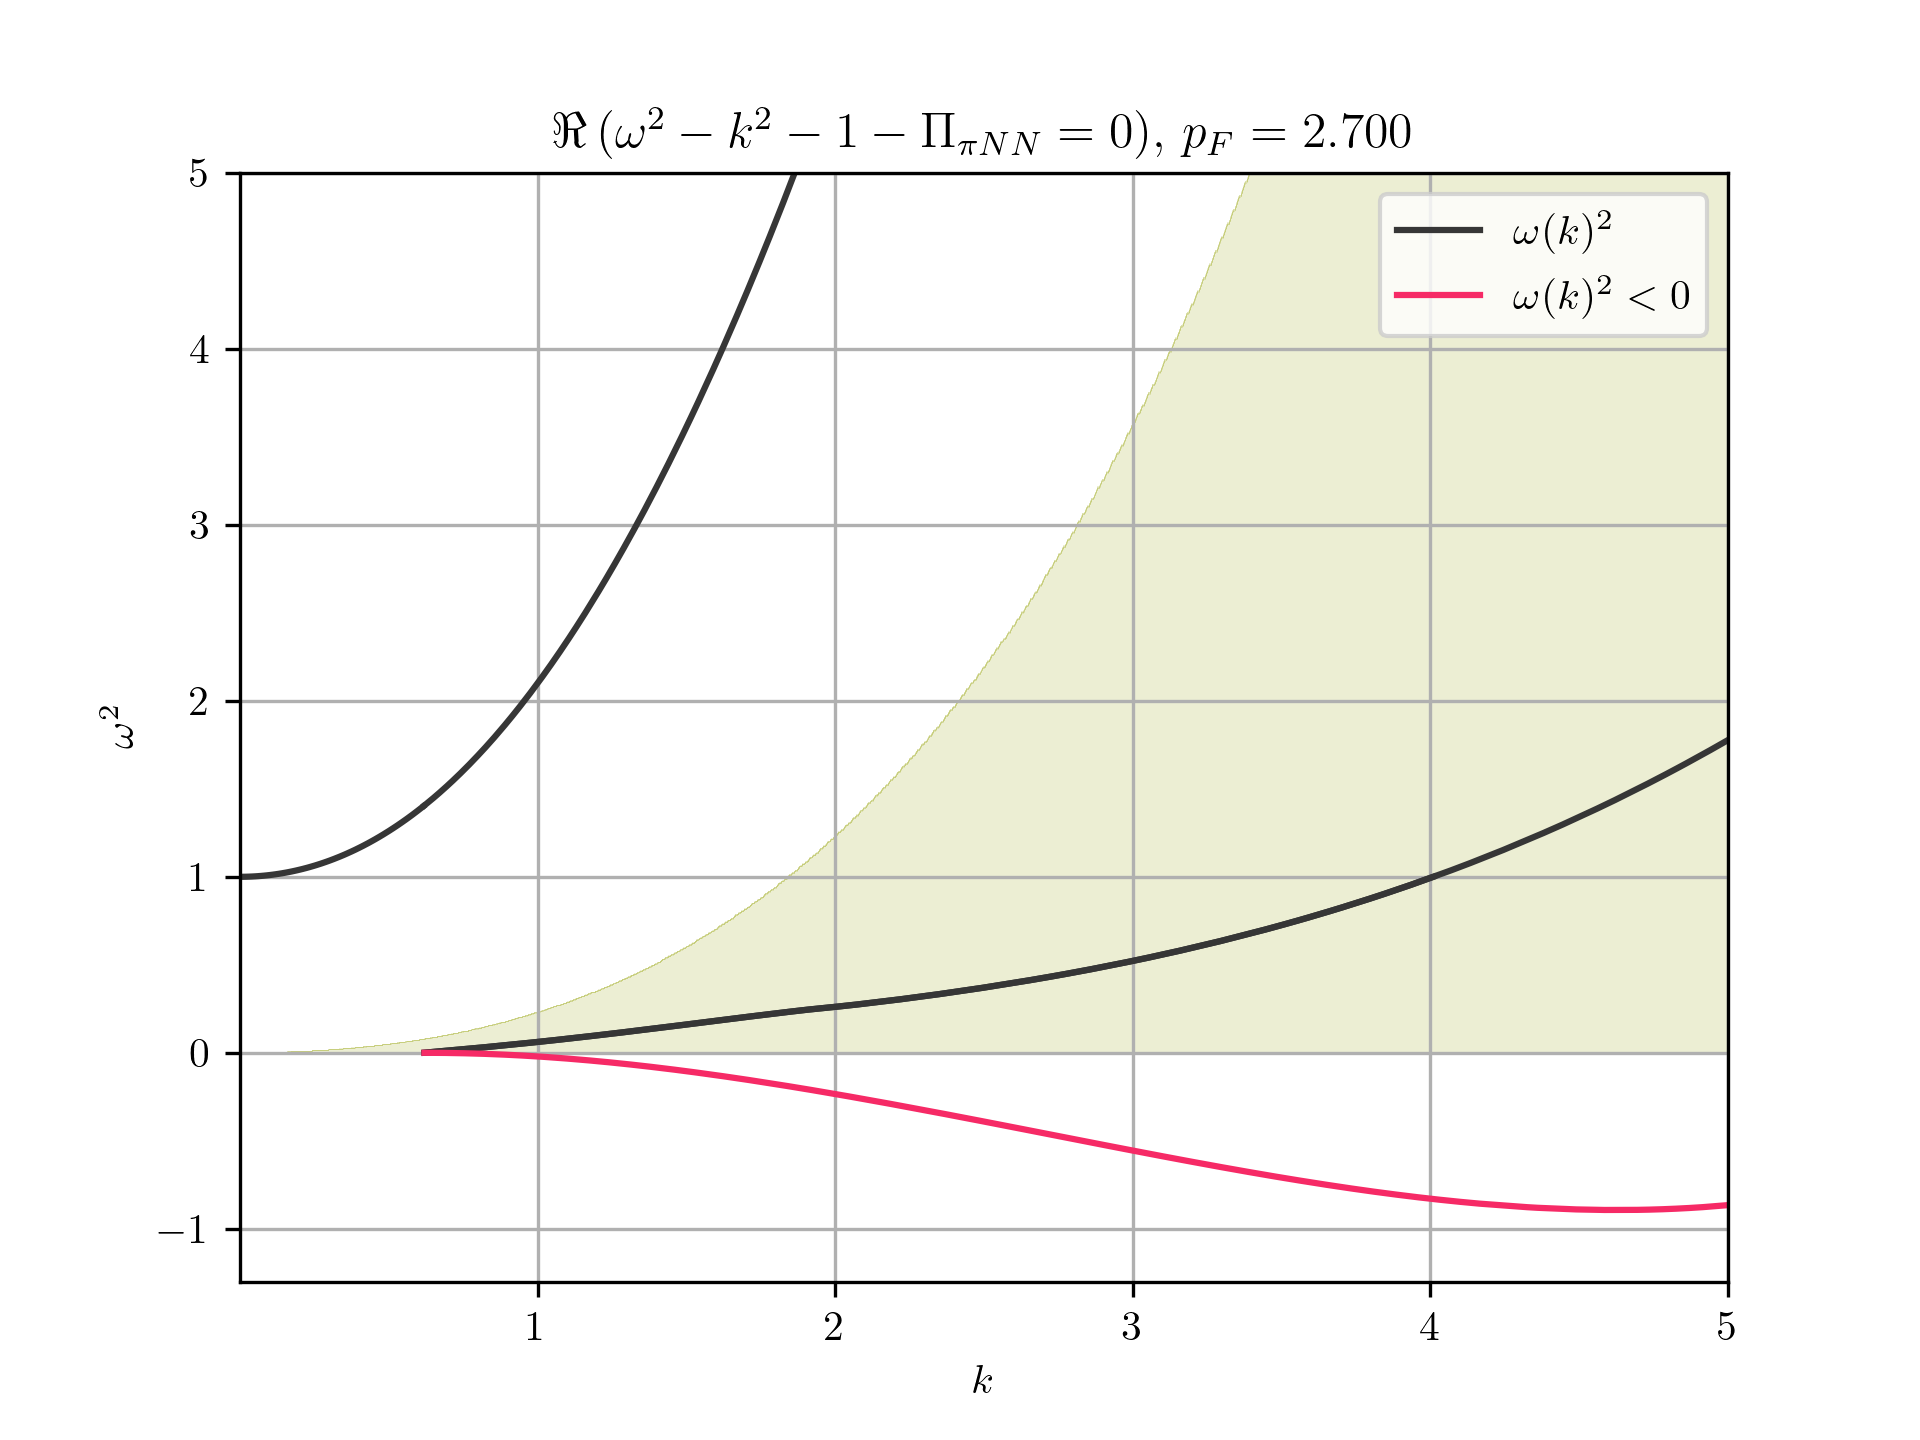 ℜ (ω² − k² − 1 − Π_{πNN} = 0), p_F = 2.700
5
4
3
2
1
0
−1
ω²
ω(k)²
ω(k)² < 0
1 2 3 4 5
k